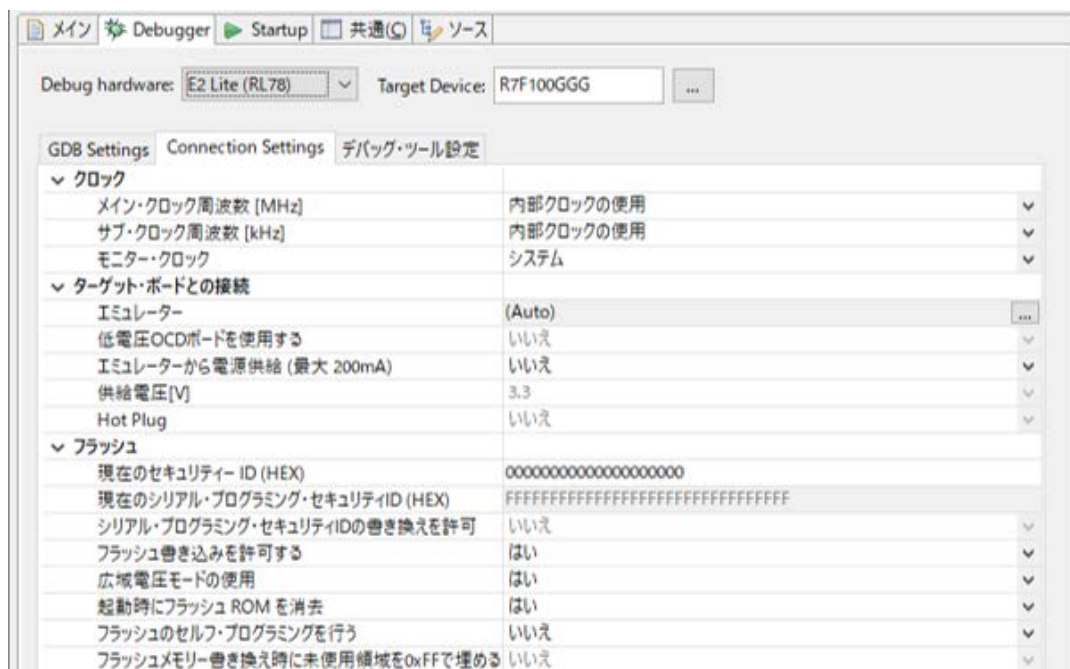 メイン Debugger Startup 共通(C) ソース
Debug hardware: E2 Lite (RL78) Target Device: R7F100GGG ...
GDB Settings Connection Settings デバッグ・ツール設定
クロック
メイン・クロック周波数 [MHz] 内部クロックの使用
サブ・クロック周波数 [kHz] 内部クロックの使用
モニター・クロック システム
ターゲット・ボードとの接続
エミュレーター (Auto) ...
低電圧OCDボードを使用する いいえ
エミュレーターから電源供給 (最大 200mA) いいえ
供給電圧[V] 3.3
Hot Plug いいえ
フラッシュ
現在のセキュリティー ID (HEX) 00000000000000000000
現在のシリアル・プログラミング・セキュリティID (HEX) FFFFFFFFFFFFFFFFFFFFFFFFFFFFFFFF
シリアル・プログラミング・セキュリティIDの書き換えを許可 いいえ
フラッシュ書き込みを許可する はい
広域電圧モードの使用 はい
起動時にフラッシュ ROM を消去 はい
フラッシュのセルフ・プログラミングを行う いいえ
フラッシュメモリー書き換え時に未使用領域を0xFFで埋める いいえ